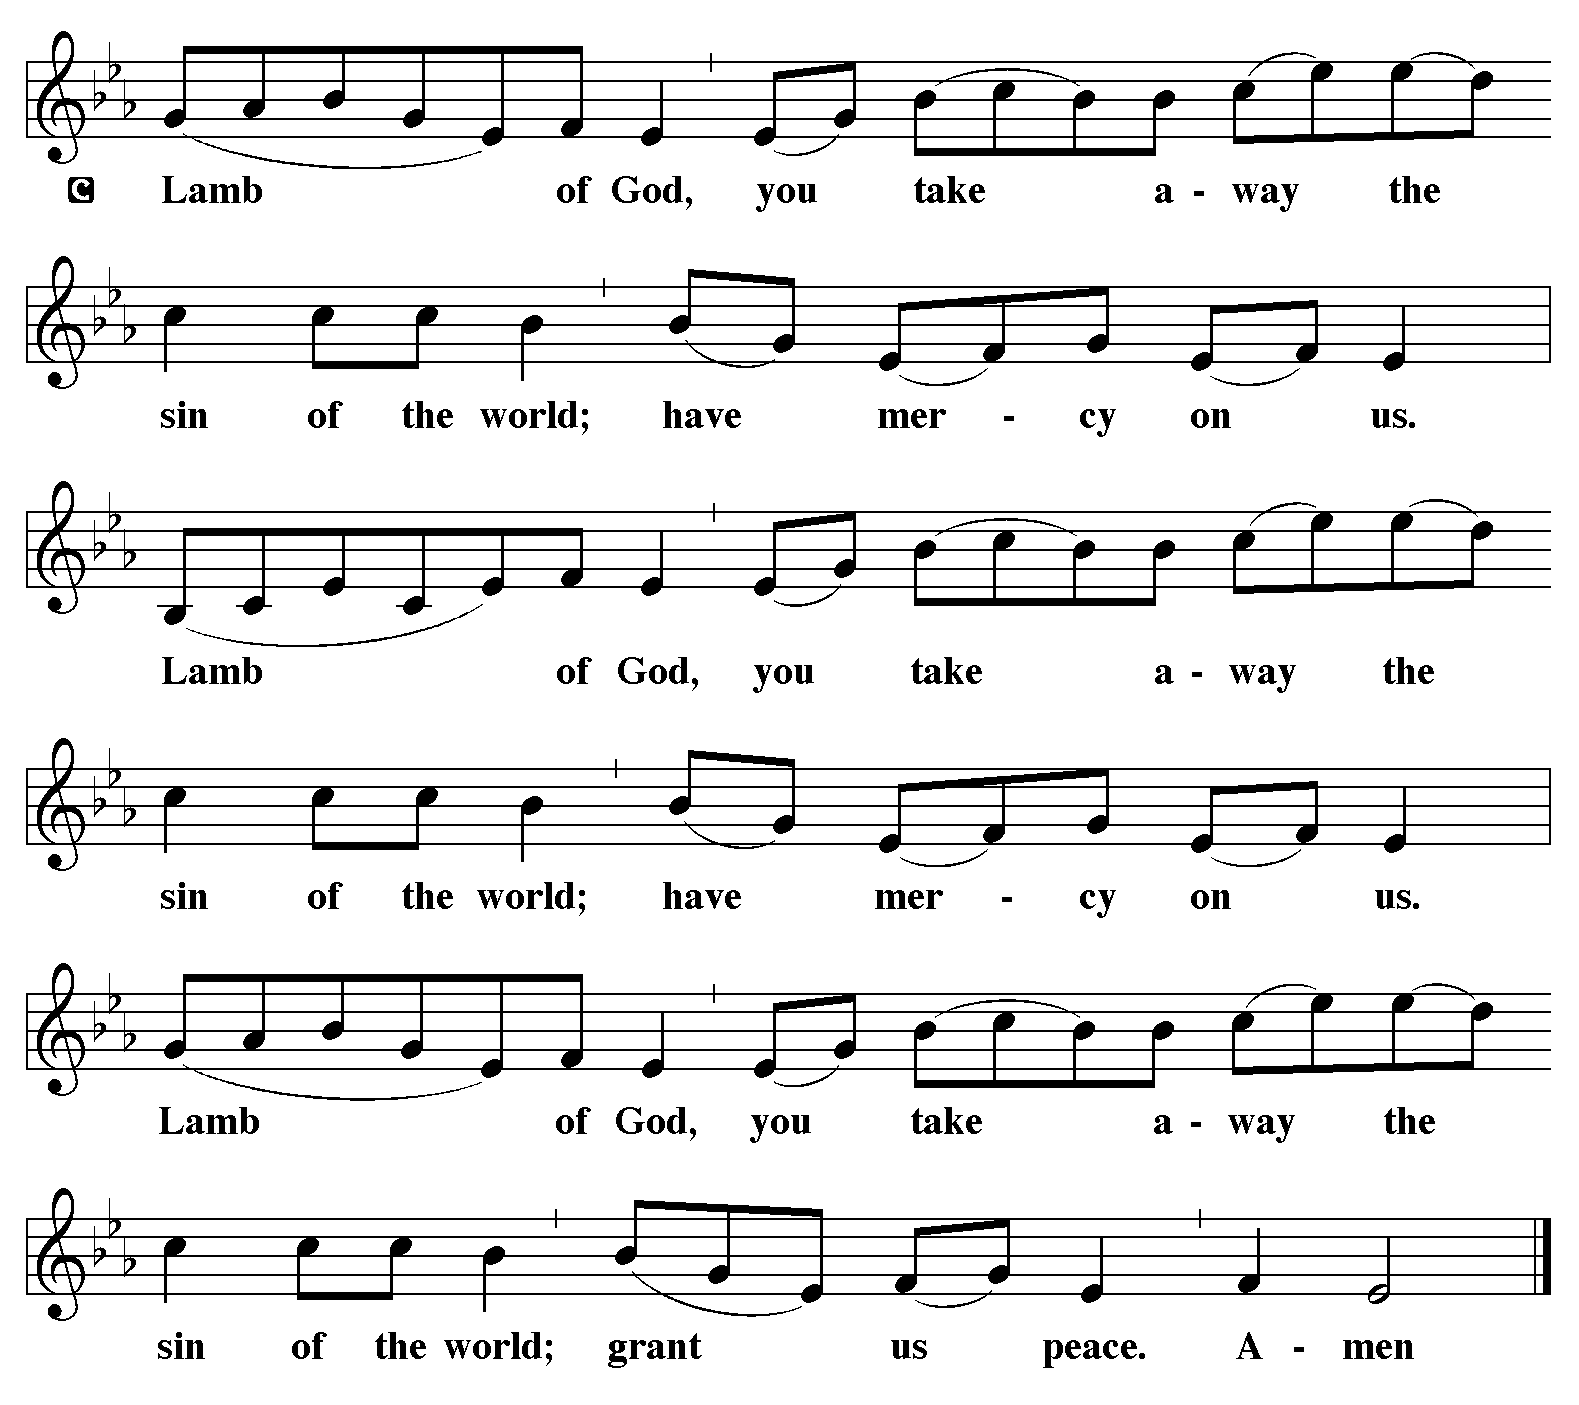 C Lamb of God, you take a - way the
sin of the world; have mer - cy on us.
Lamb of God, you take a - way the
sin of the world; have mer - cy on us.
Lamb of God, you take a - way the
sin of the world; grant us peace. A - men